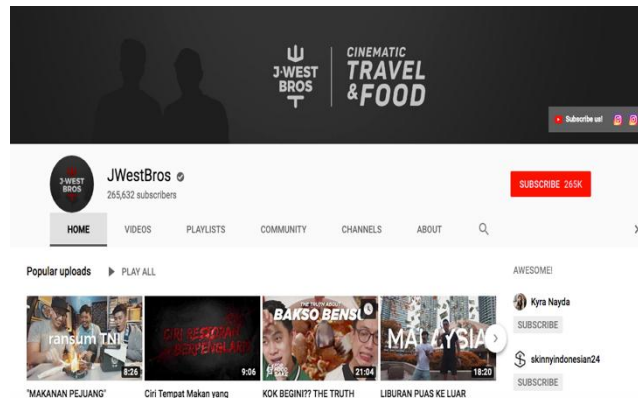 J·WEST
BROS
CINEMATIC
TRAVEL
&FOOD
Subscribe us!
J·WEST
BROS
JWestBros
265,632 subscribers
SUBSCRIBE 265K
HOME VIDEOS PLAYLISTS COMMUNITY CHANNELS ABOUT
Popular uploads PLAY ALL
AWESOME!
ransum TNI
8:26
CIRI RESTORAN
BERPENGLARIS
9:06
THE TRUTH ABOUT
BAKSO BENSU
21:04
MALAYSIA
18:20
Kyra Nayda
SUBSCRIBE
skinnyindonesian24
SUBSCRIBE
"MAKANAN PEJUANG"
Ciri Tempat Makan yang
KOK BEGINI?? THE TRUTH
LIBURAN PUAS KE LUAR